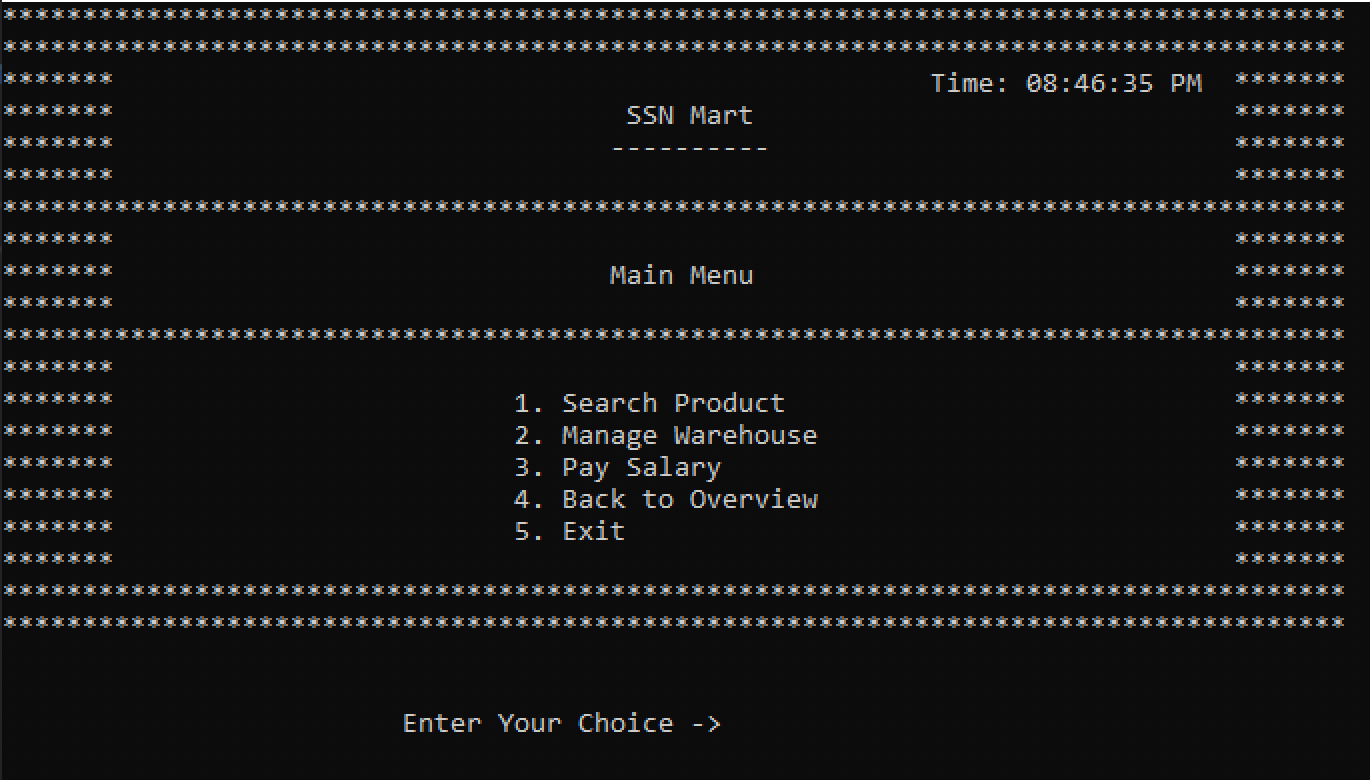 ************************************************************************************
************************************************************************************
******* Time: 08:46:35 PM *******
******* SSN Mart *******
******* ---------- *******
******* *******
************************************************************************************
******* *******
******* Main Menu *******
******* *******
************************************************************************************
******* *******
******* 1. Search Product *******
******* 2. Manage Warehouse *******
******* 3. Pay Salary *******
******* 4. Back to Overview *******
******* 5. Exit *******
******* *******
************************************************************************************
************************************************************************************
Enter Your Choice ->